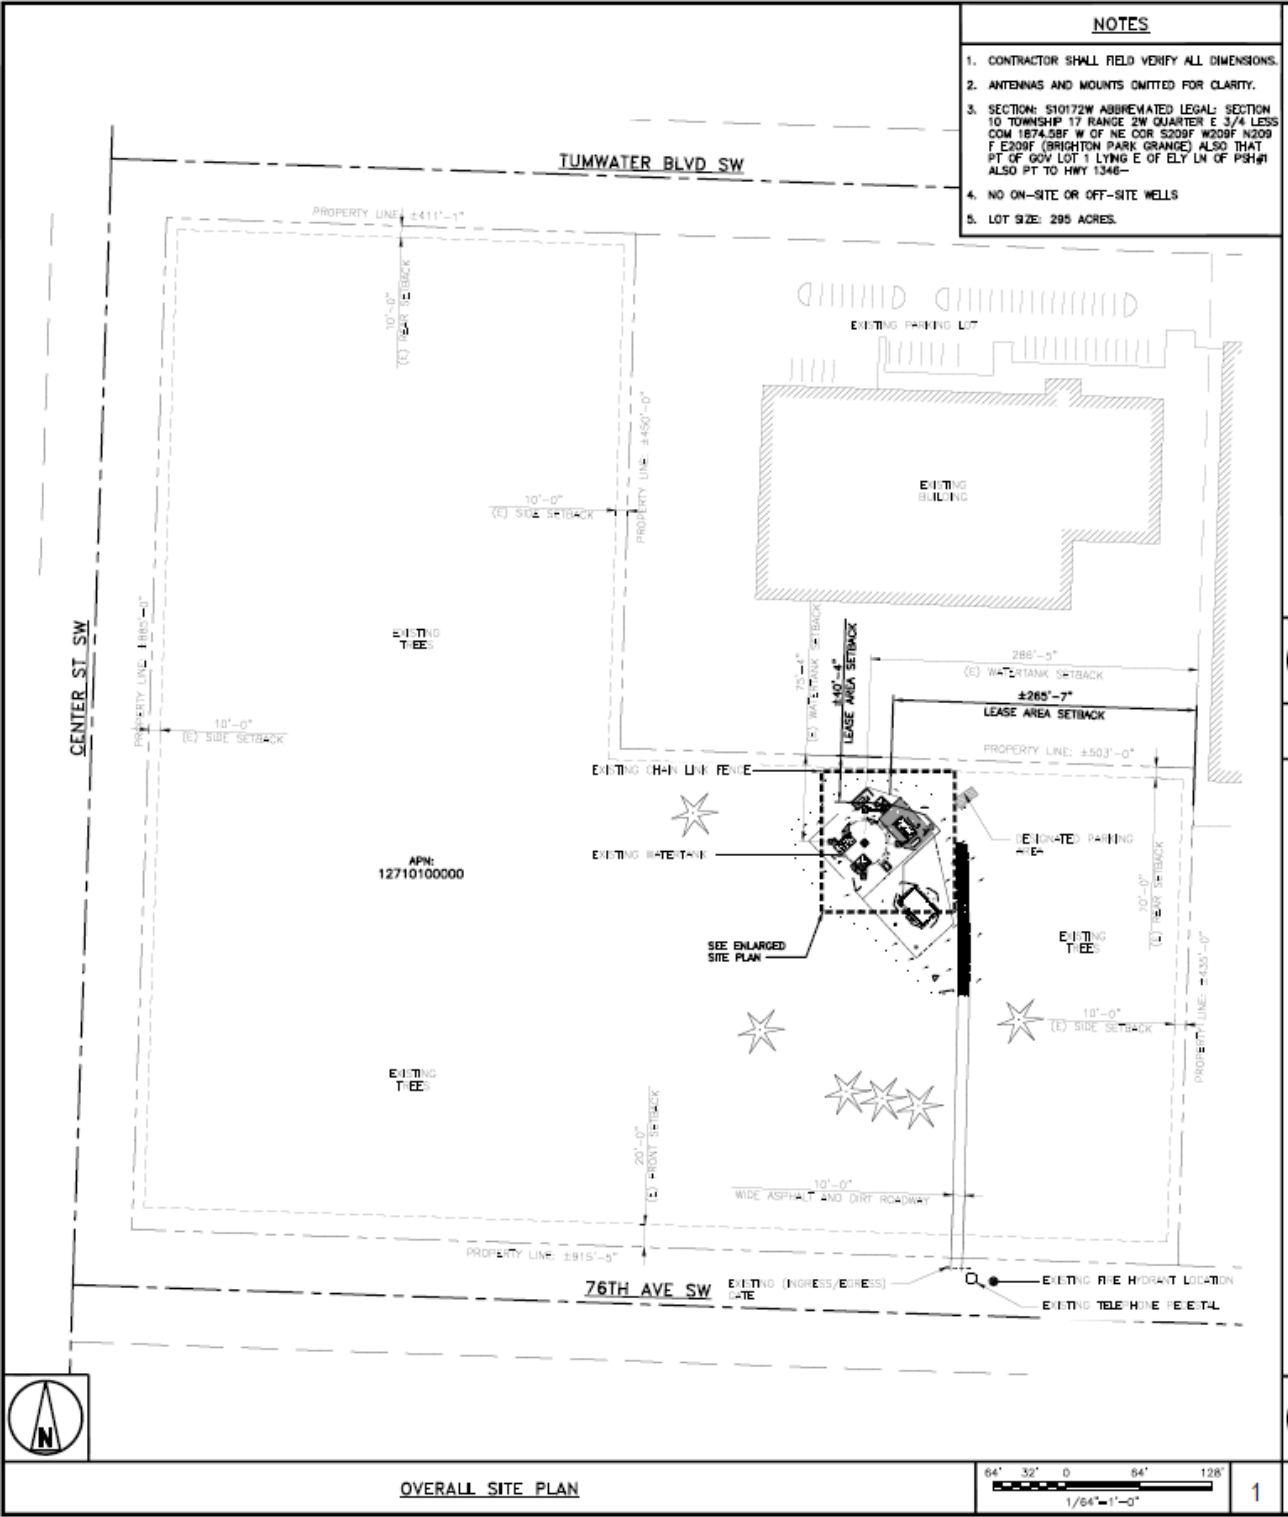 NOTES
1. CONTRACTOR SHALL FIELD VERIFY ALL DIMENSIONS.
2. ANTENNAS AND MOUNTS OMITTED FOR CLARITY.
3. SECTION: S10172W ABBREVIATED LEGAL: SECTION
10 TOWNSHIP 17 RANGE 2W QUARTER E 3/4 LESS
COM 1874.58F W OF NE COR S209F W209F N209
F E209F (BRIGHTON PARK GRANGE) ALSO THAT
PT OF GOV LOT 1 LYING E OF ELY LN OF PSH#1
ALSO PT TO HWY 1346-
4. NO ON-SITE OR OFF-SITE WELLS
5. LOT SIZE: 295 ACRES.
TUMWATER BLVD SW
PROPERTY LINE: ±411'-1"
10'-0"
(E) REAR SETBACK
EXISTING PARKING LOT
PROPERTY LINE: ±450'-0"
10'-0"
(E) SIDE SETBACK
EXISTING
BUILDING
CENTER ST SW
EXISTING
TREES
75'-4"
(E) WATERTANK SETBACK
±40'-4"
LEASE AREA SETBACK
286'-5"
(E) WATERTANK SETBACK
±265'-7"
LEASE AREA SETBACK
10'-0"
(E) SIDE SETBACK
PROPERTY LINE: ±503'-0"
EXISTING CHAIN LINK FENCE
DESIGNATED PARKING
AREA
EXISTING WATERTANK
APN:
12710100000
(E) REAR SETBACK
SEE ENLARGED
SITE PLAN
EXISTING
TREES
PROPERTY LINE: ±435'-0"
10'-0"
(E) SIDE SETBACK
EXISTING
TREES
20'-0"
(E) FRONT SETBACK
10'-0"
WIDE ASPHALT AND DIRT ROADWAY
PROPERTY LINE: ±915'-5"
76TH AVE SW
EXISTING (INGRESS/EGRESS)
GATE
EXISTING FIRE HYDRANT LOCATION
EXISTING TELEPHONE PEDESTAL
N
OVERALL SITE PLAN
64' 32' 0 64' 128'
1/64"=1'-0"
1